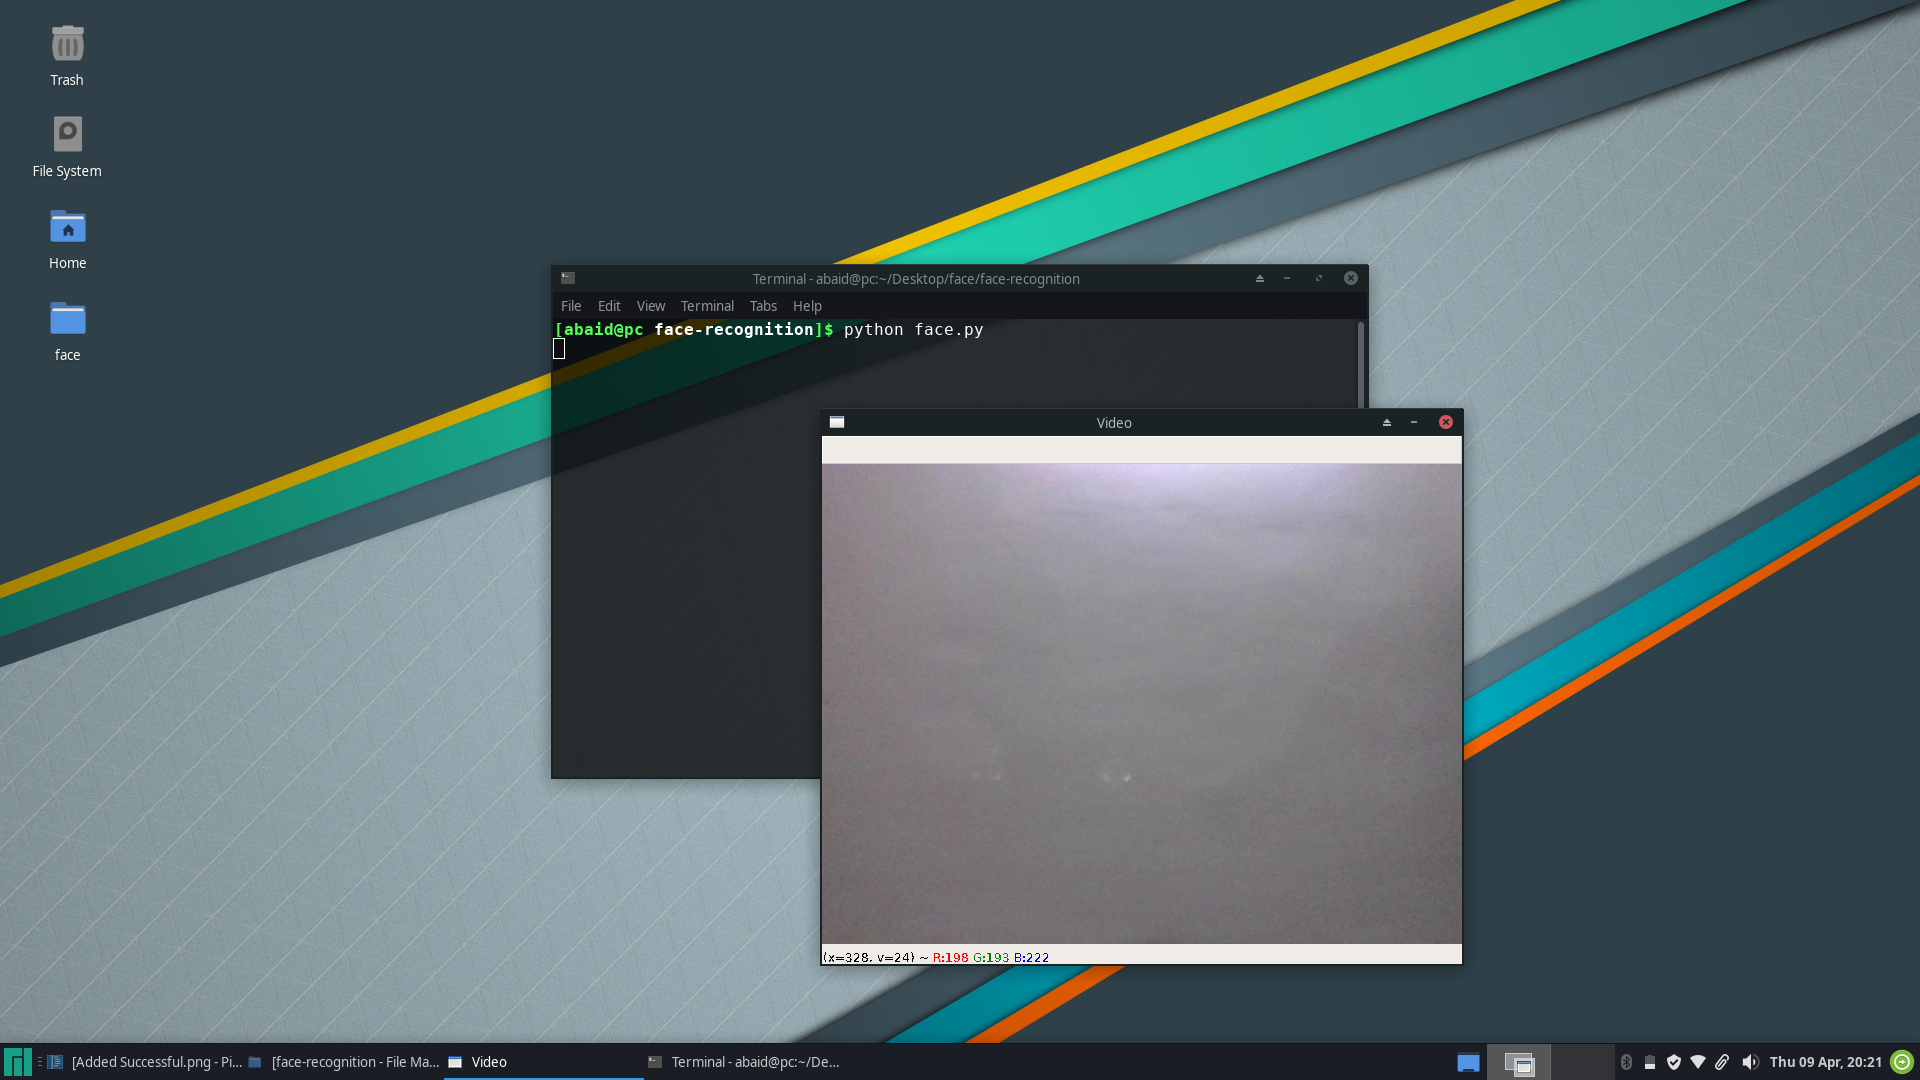 Trash
File System
Home
face
Terminal - abaid@pc:~/Desktop/face/face-recognition
File Edit View Terminal Tabs Help
[abaid@pc face-recognition]$ python face.py
Video
(x=328, y=24) ~ R:198 G:193 B:222
[Added Successful.png - Pi... [face-recognition - File Ma... Video Terminal - abaid@pc:~/De... Thu 09 Apr, 20:21